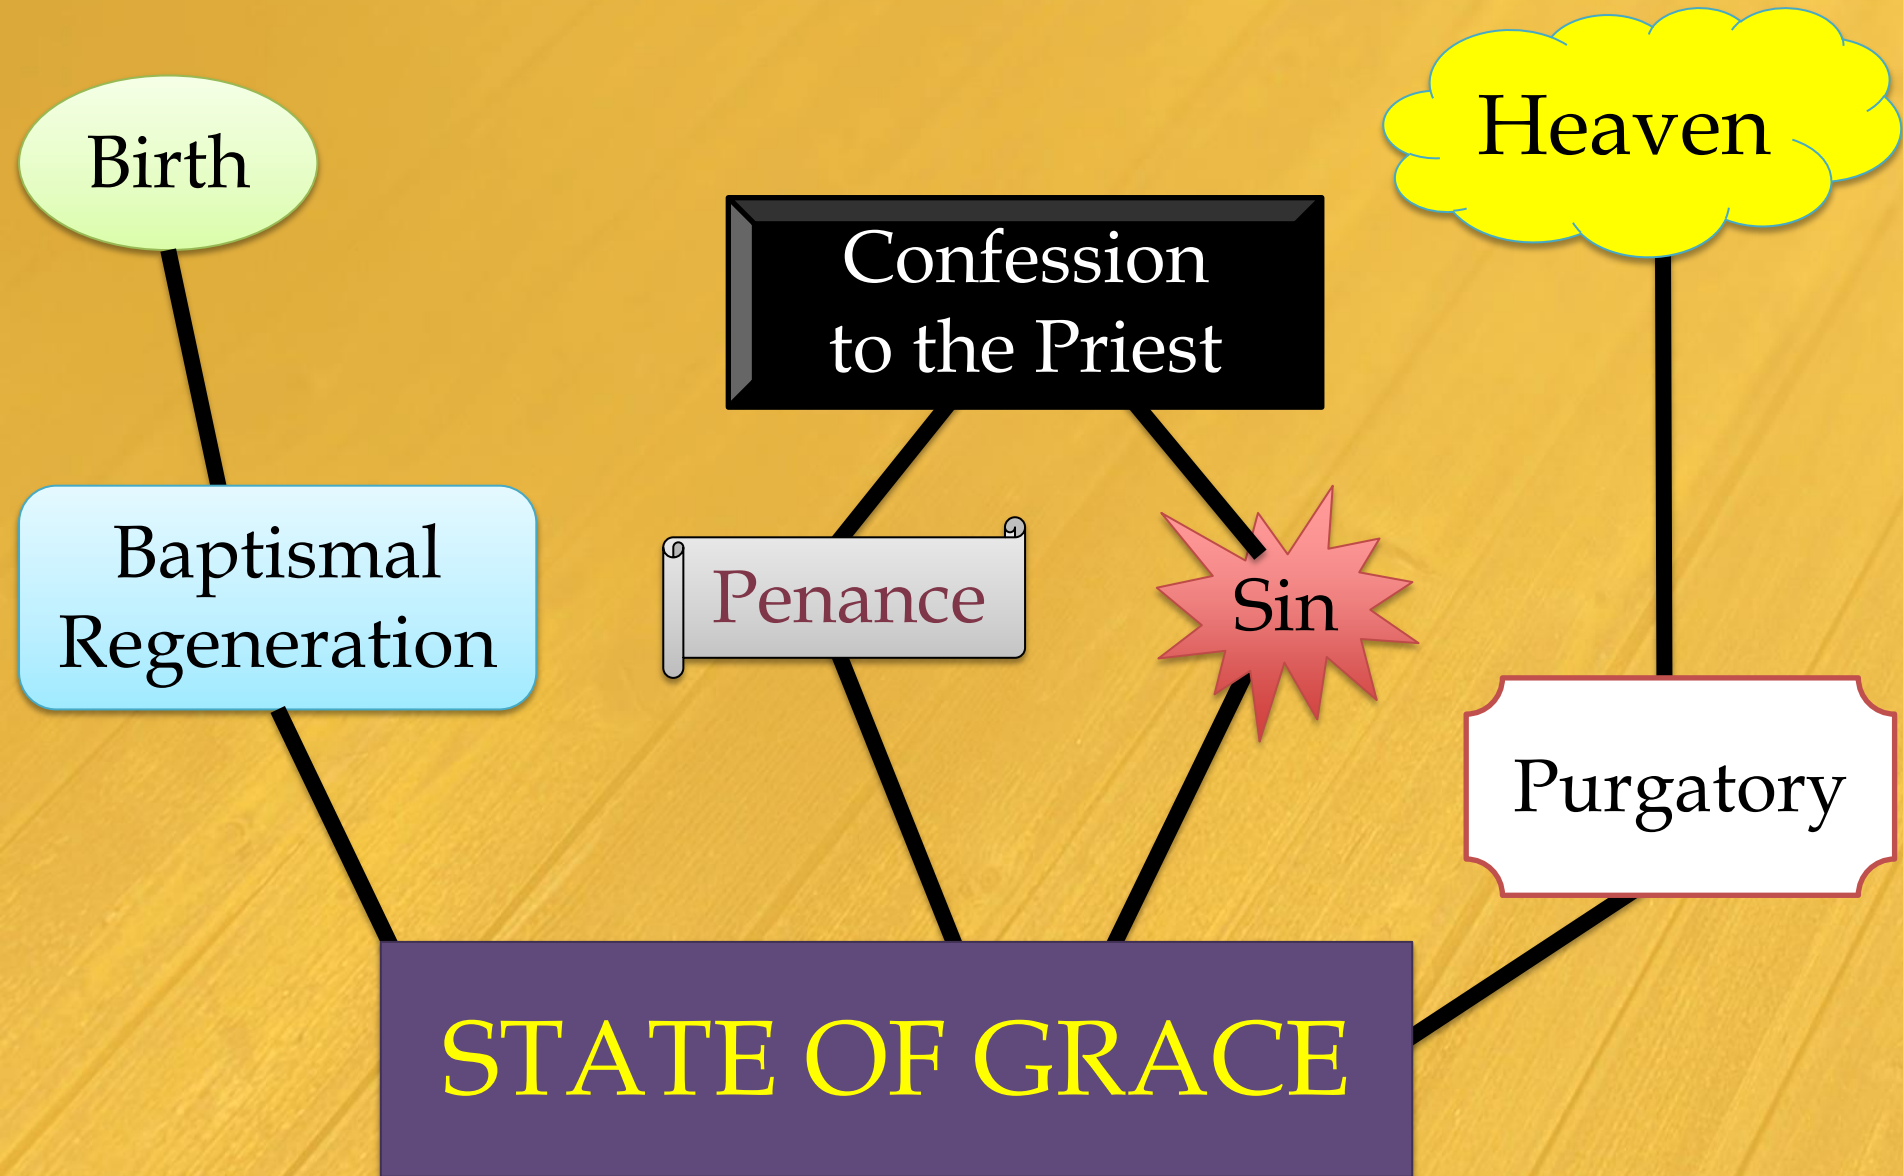 Birth
Heaven
Confession
to the Priest
Baptismal
Regeneration
Penance
Sin
Purgatory
STATE OF GRACE